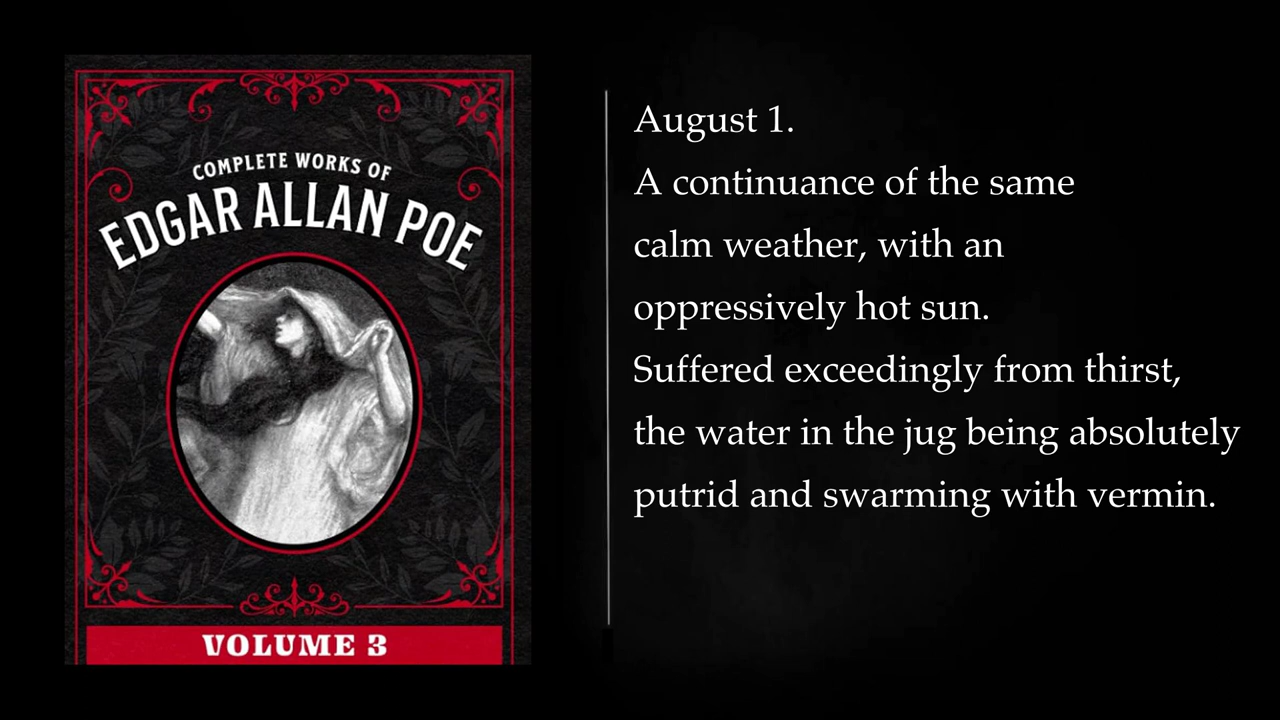 COMPLETE WORKS OF
EDGAR ALLAN POE
VOLUME 3
August 1.
A continuance of the same
calm weather, with an
oppressively hot sun.
Suffered exceedingly from thirst,
the water in the jug being absolutely
putrid and swarming with vermin.